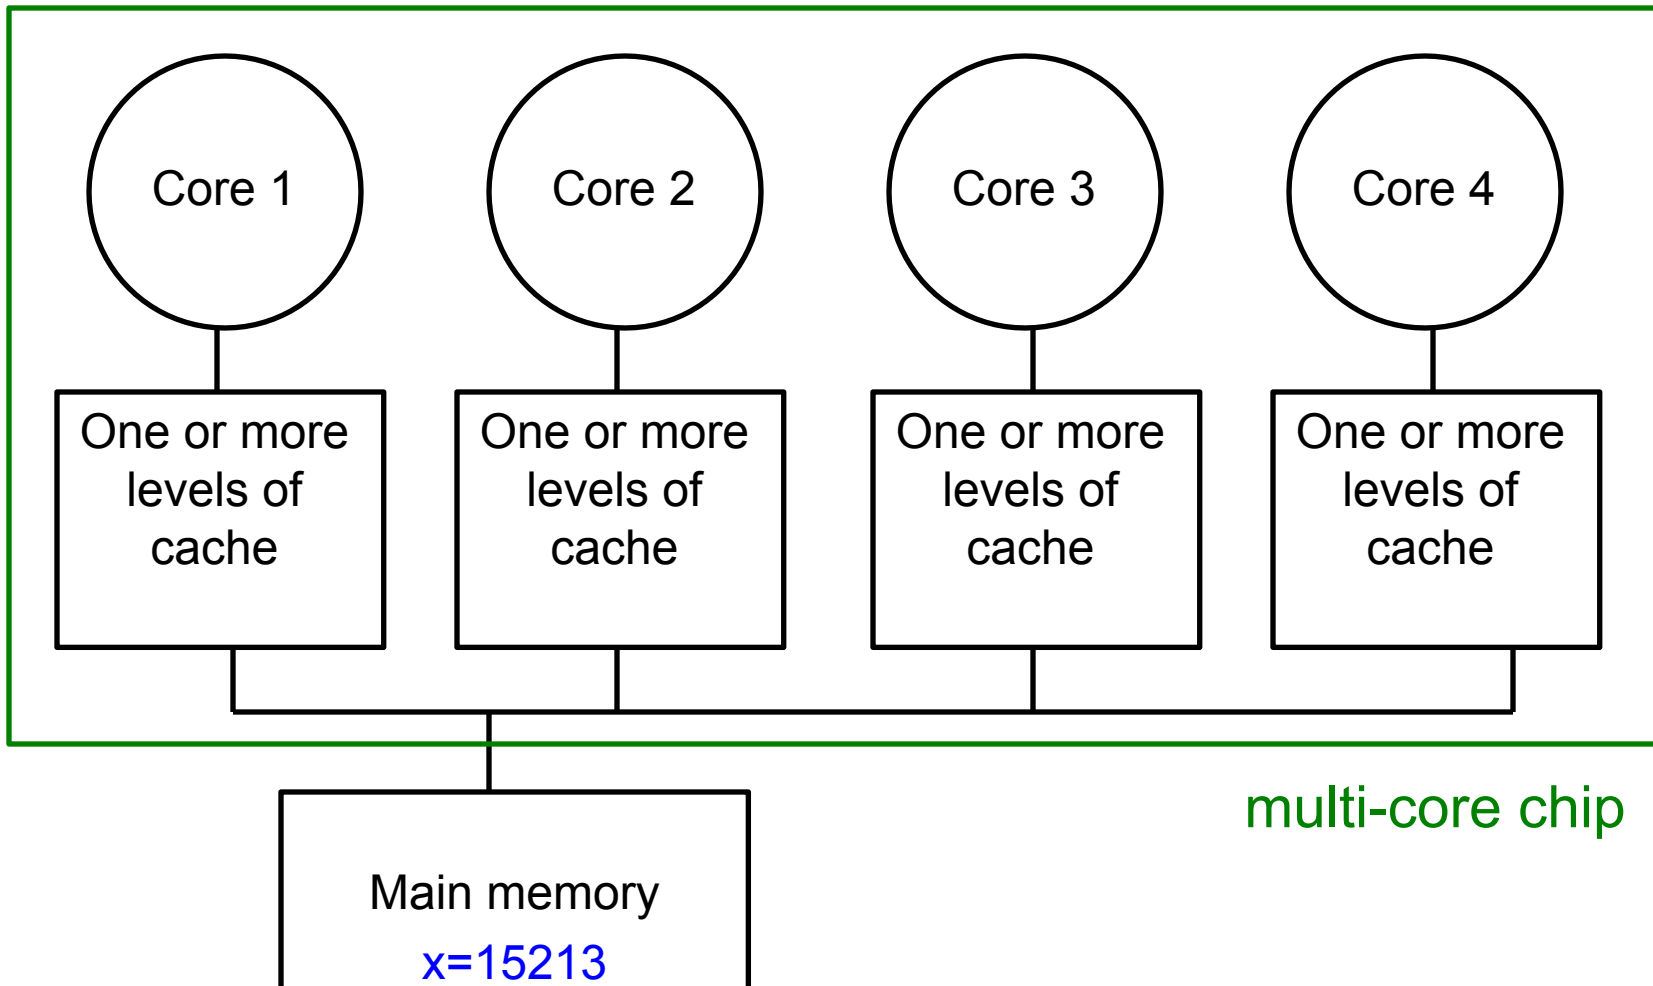 Core 1
Core 2
Core 3
Core 4
One or more
levels of
cache
One or more
levels of
cache
One or more
levels of
cache
One or more
levels of
cache
multi-core chip
Main memory
x=15213